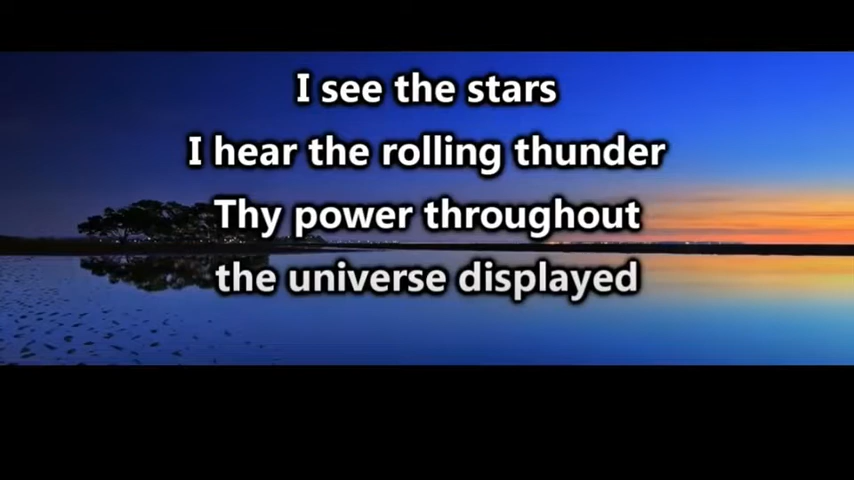 I see the stars
I hear the rolling thunder
Thy power throughout
the universe displayed